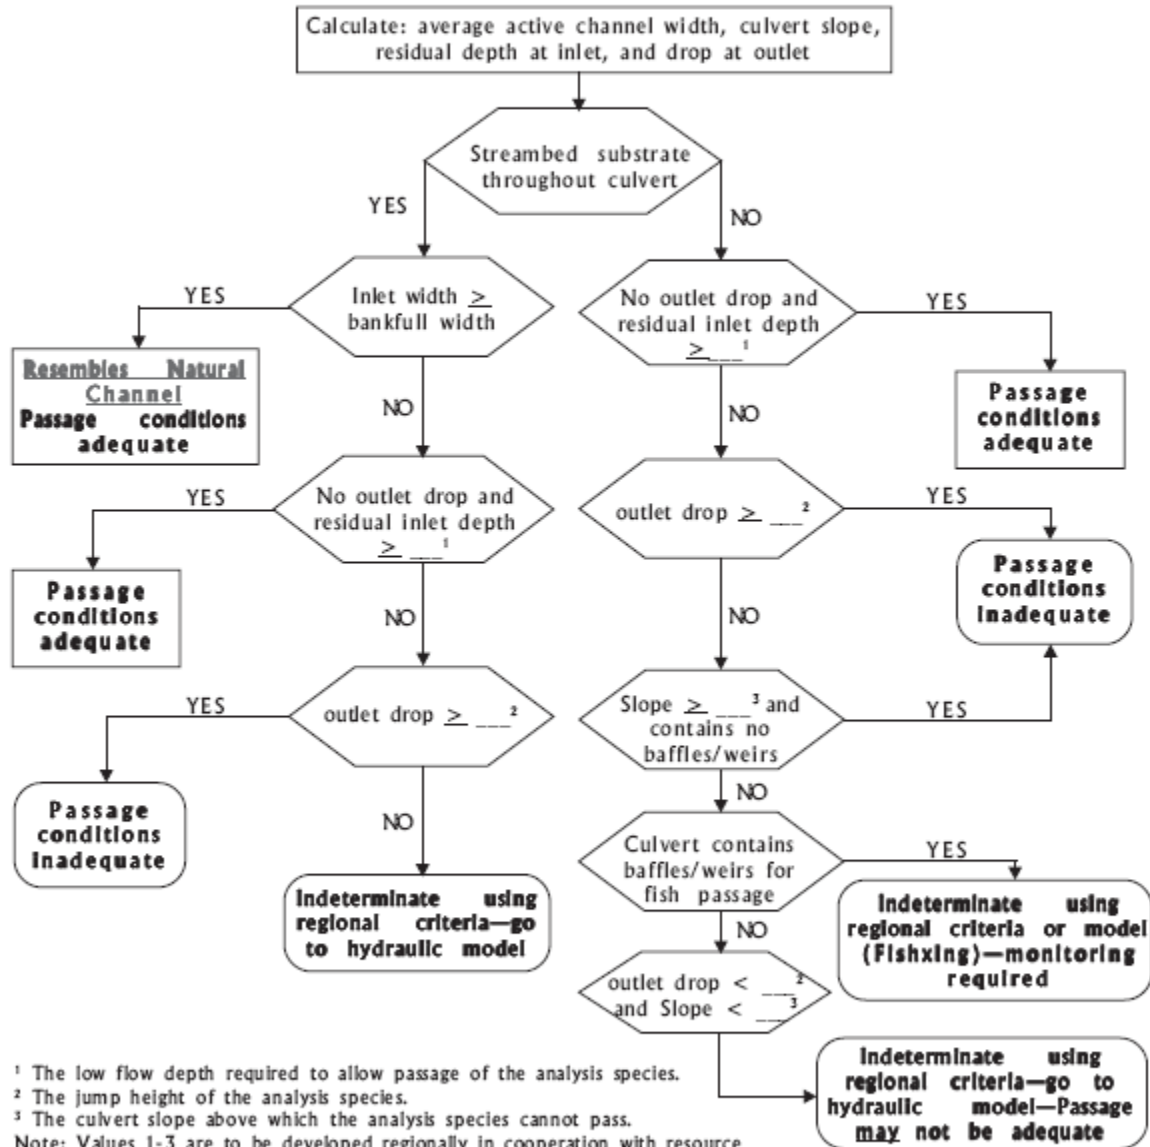 Calculate: average active channel width, culvert slope,
residual depth at inlet, and drop at outlet
Streambed substrate
throughout culvert
YES
NO
Inlet width ≥
bankfull width
YES
NO
Resembles Natural
Channel
Passage conditions
adequate
No outlet drop and
residual inlet depth
≥ ___¹
YES
NO
Passage
conditions
adequate
No outlet drop and
residual inlet depth
≥ ___¹
YES
NO
Passage
conditions
adequate
outlet drop ≥ ___²
YES
NO
Passage
conditions
inadequate
outlet drop ≥ ___²
YES
NO
Passage
conditions
inadequate
Slope ≥ ___³ and
contains no
baffles/weirs
YES
NO
Indeterminate using
regional criteria—go
to hydraulic model
Culvert contains
baffles/weirs for
fish passage
YES
NO
Indeterminate using
regional criteria or model
(Fishxing)—monitoring
required
outlet drop < ___²
and Slope < ___³
Indeterminate using
regional criteria—go to
hydraulic model—Passage
may not be adequate
¹ The low flow depth required to allow passage of the analysis species.
² The jump height of the analysis species.
³ The culvert slope above which the analysis species cannot pass.
Note: Values 1-3 are to be developed regionally in cooperation with resource